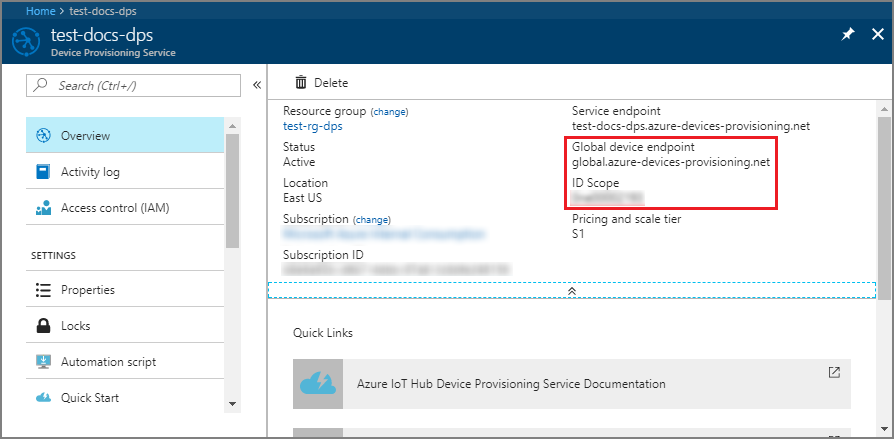 Home > test-docs-dps
test-docs-dps
Device Provisioning Service
Search (Ctrl+/)
Overview
Activity log
Access control (IAM)
SETTINGS
Properties
Locks
Automation script
Quick Start
Delete
Resource group (change)
test-rg-dps
Status
Active
Location
East US
Subscription (change)
Subscription ID
Service endpoint
test-docs-dps.azure-devices-provisioning.net
Global device endpoint
global.azure-devices-provisioning.net
ID Scope
Pricing and scale tier
S1
Quick Links
Azure IoT Hub Device Provisioning Service Documentation